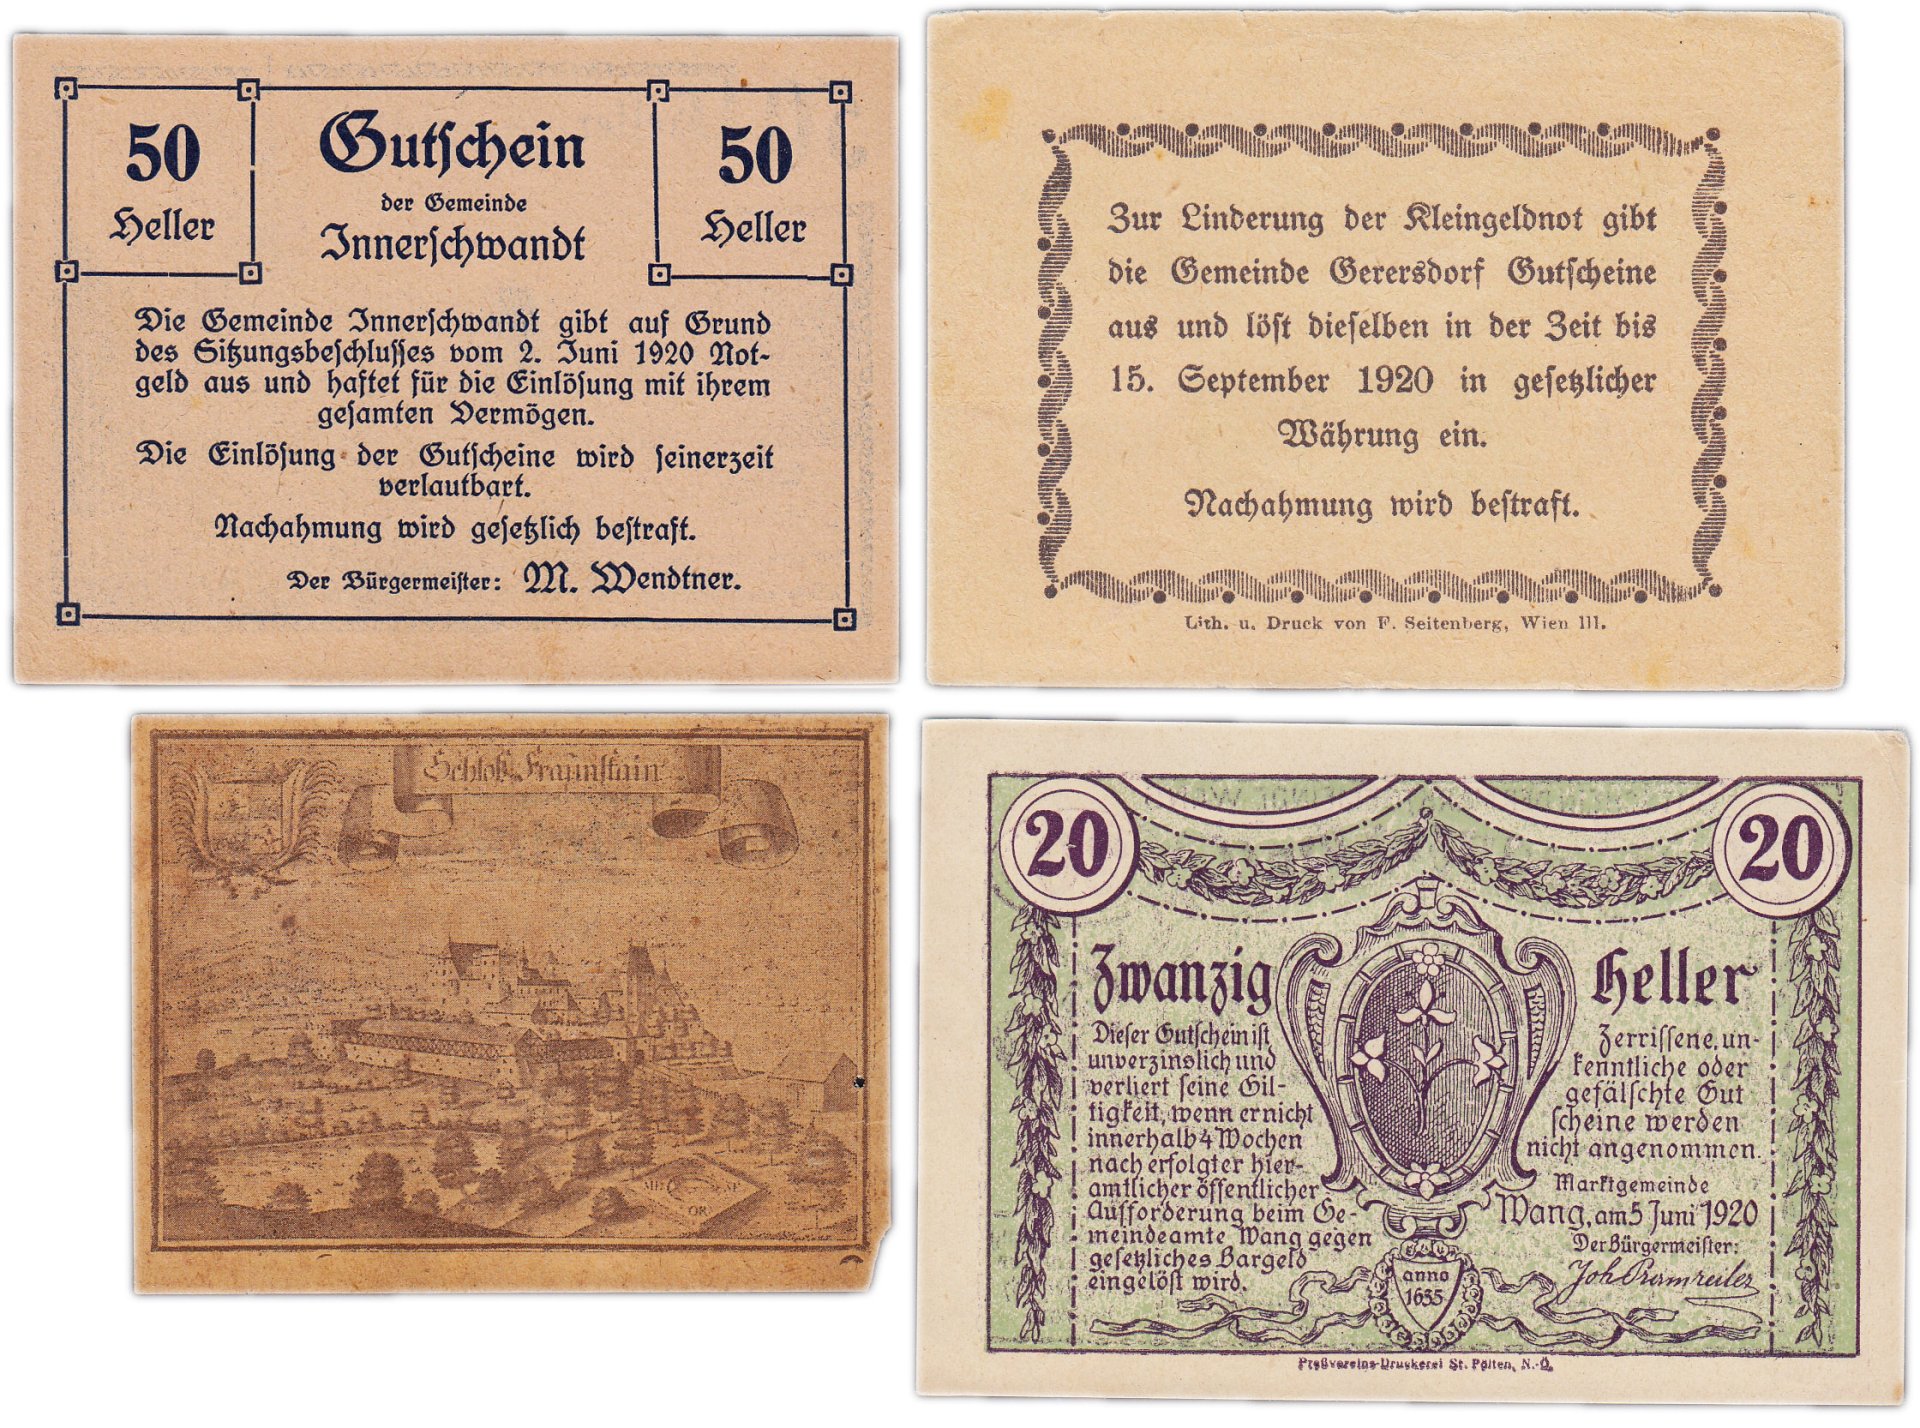 50
Heller
Gutschein
der Gemeinde
Innerschwandt
50
Heller
Die Gemeinde Innerschwandt gibt auf Grund
des Sitzungsbeschlusses vom 2. Juni 1920 Not-
geld aus und haftet für die Einlösung mit ihrem
gesamten Vermögen.
Die Einlösung der Gutscheine wird seinerzeit
verlautbart.
Nachahmung wird gesetzlich bestraft.
Der Bürgermeister: M. Wendtner.
Zur Linderung der Kleingeldnot gibt
die Gemeinde Gerersdorf Gutscheine
aus und löst dieselben in der Zeit bis
15. September 1920 in gesetzlicher
Währung ein.
Nachahmung wird bestraft.
Lith. u. Druck von F. Seitenberg, Wien III.
Schloß Fraunstain
OR
20
20
Zwanzig
Heller
Dieser Gutschein ist
unverzinslich und
verliert seine Gil-
tigkeit, wenn er nicht
innerhalb 4 Wochen
nach erfolgter hier-
amtlicher öffentlicher
Aufforderung beim Ge-
meindeamte Wang gegen
gesetzliches Bargeld
eingelöst wird.
Zerrissene, un-
kenntliche oder
gefälschte Gut
scheine werden
nicht angenommen.
Marktgemeinde
Wang, am 5 Juni 1920
Der Bürgermeister:
Joh
anno
1635
Preßvereins-Druckerei St. Pölten, N.-Ö.